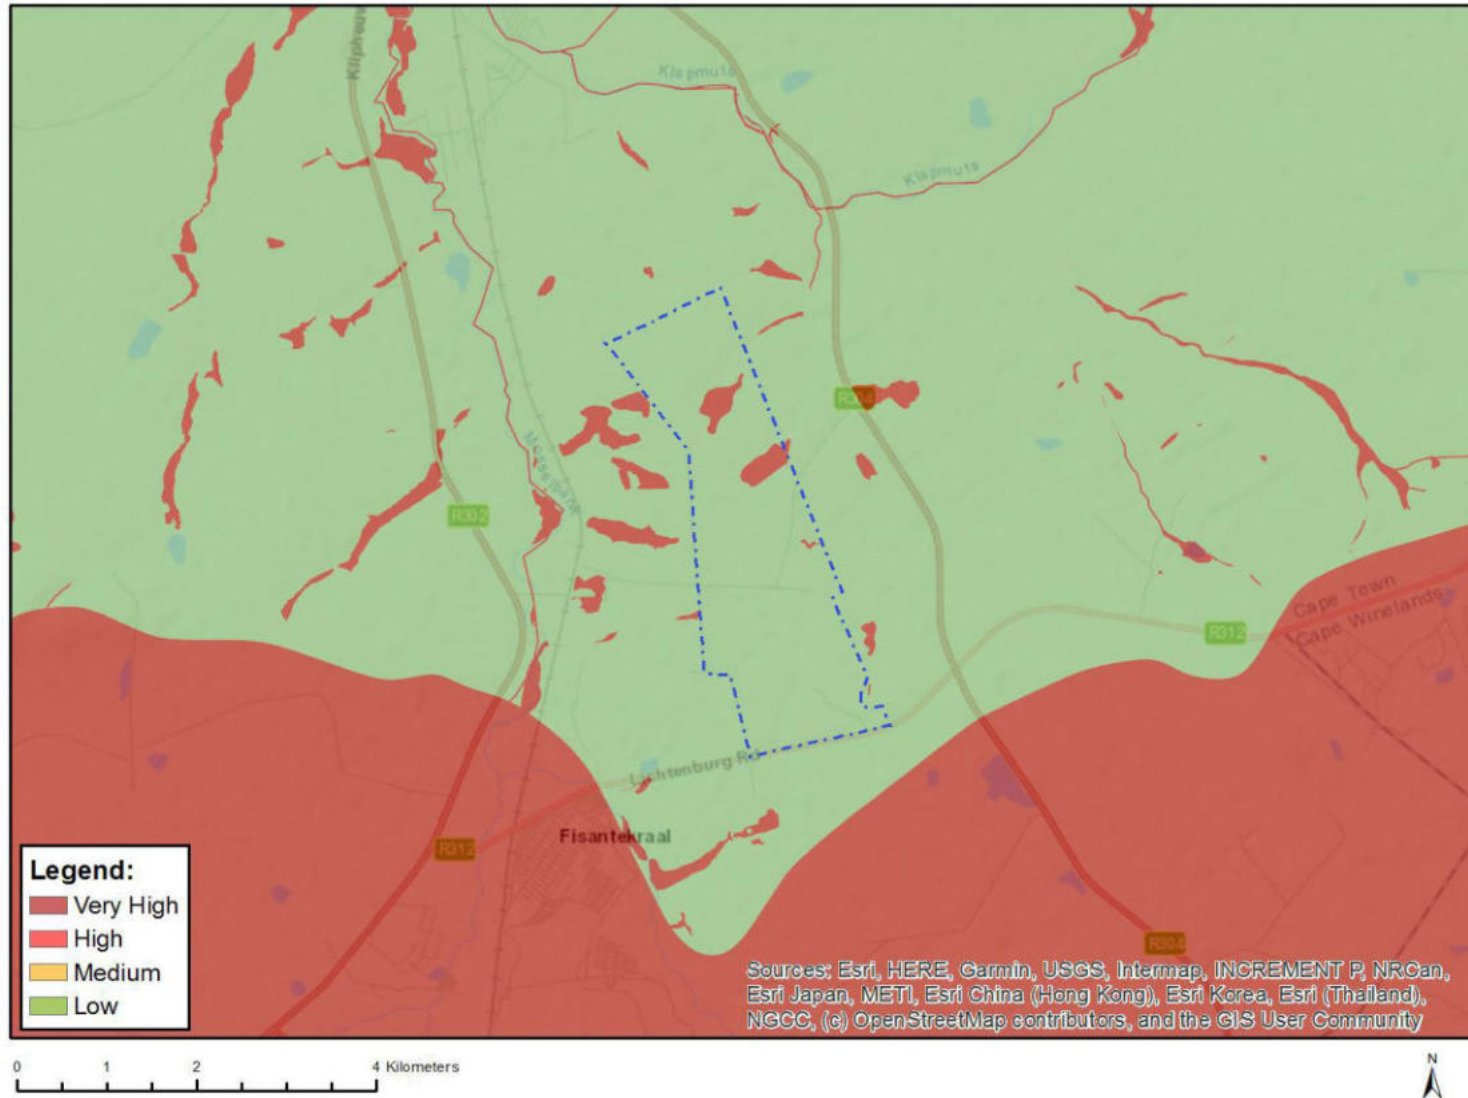 Klipheuw
Klapmuts
Klapmuts
R304
Mosselbank
R302
Cape Town
R312
Cape Winelands
Lichtenburg Rd
Fisantekraal
R312
R304
Legend:
Very High
High
Medium
Low
Sources: Esri, HERE, Garmin, USGS, Intermap, INCREMENT P, NRCan,
Esri Japan, METI, Esri China (Hong Kong), Esri Korea, Esri (Thailand),
NGCC, (c) OpenStreetMap contributors, and the GIS User Community
0 1 2 4 Kilometers
N